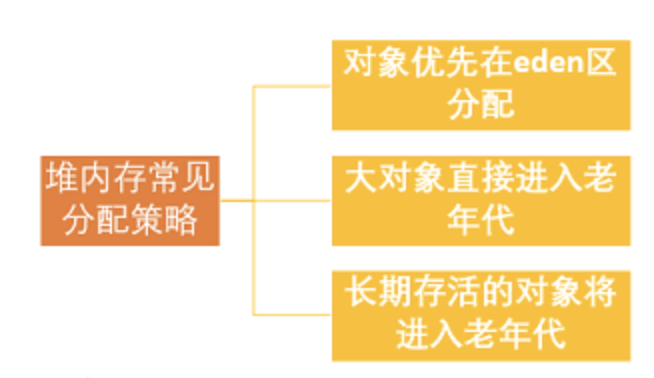 对象优先在eden区
分配
堆内存常见
分配策略
大对象直接进入老
年代
长期存活的对象将
进入老年代